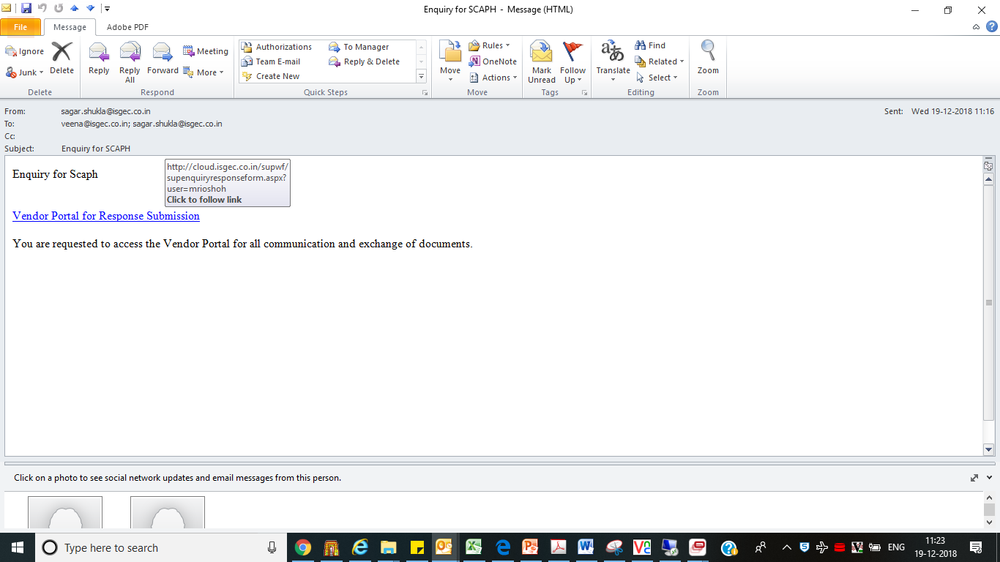 Enquiry for SCAPH - Message (HTML)
File
Message
Adobe PDF
Ignore
Junk
Delete
Delete
Reply
Reply All
Forward
Meeting
More
Respond
Authorizations
Team E-mail
Create New
To Manager
Reply & Delete
Quick Steps
Move
Rules
OneNote
Actions
Move
Mark Unread
Follow Up
Tags
Translate
Find
Related
Select
Editing
Zoom
Zoom
From: sagar.shukla@isgec.co.in
Sent: Wed 19-12-2018 11:16
To: veena@isgec.co.in; sagar.shukla@isgec.co.in
Cc:
Subject: Enquiry for SCAPH
Enquiry for Scaph
http://cloud.isgec.co.in/supwf/
supenquiryresponseform.aspx?
user=mrioshoh
Click to follow link
Vendor Portal for Response Submission
You are requested to access the Vendor Portal for all communication and exchange of documents.
Click on a photo to see social network updates and email messages from this person.
Type here to search
ENG
11:23
19-12-2018